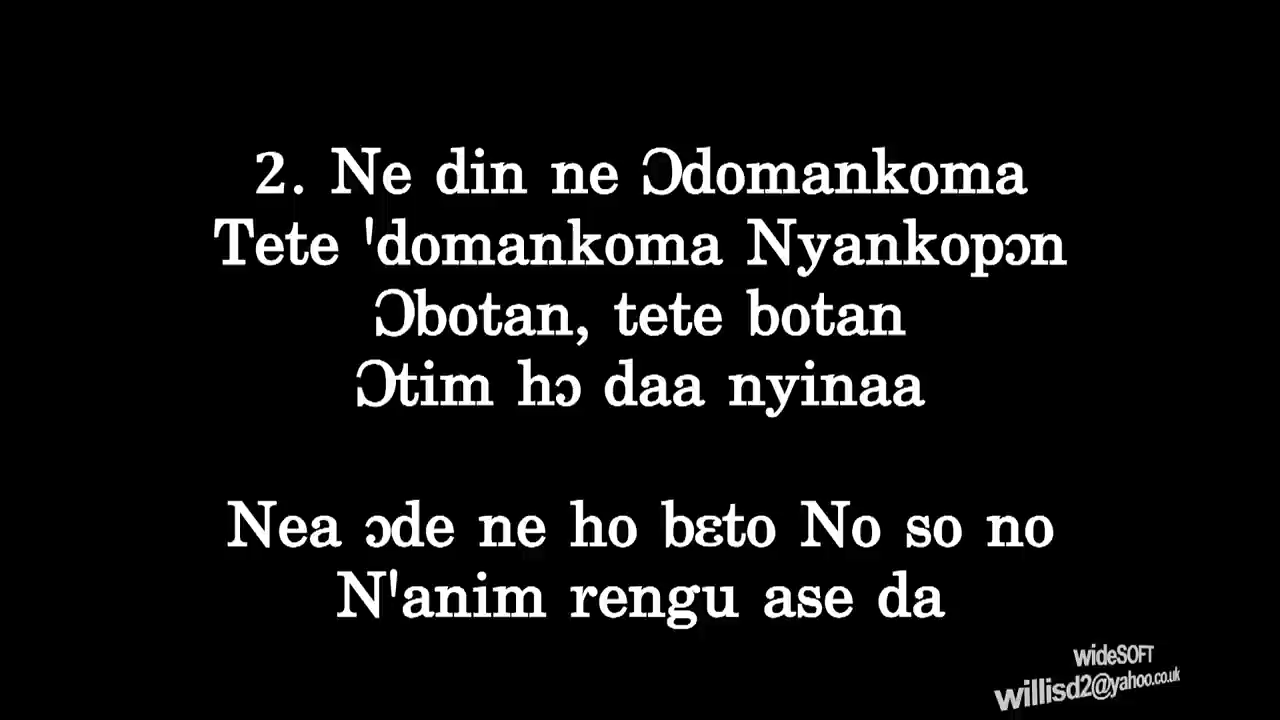 2. Ne din ne Ɔdomankoma
Tete 'domankoma Nyankopɔn
Ɔbotan, tete botan
Ɔtim hɔ daa nyinaa
Nea ɔde ne ho bɛto No so no
N'anim rengu ase da
wideSOFT
willisd2@yahoo.co.uk